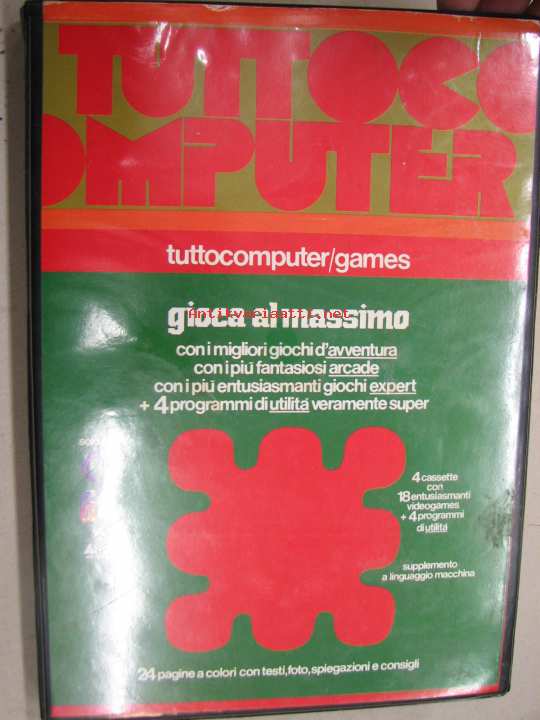 TUTTOCO
OMPUTER
tuttocomputer/games
gioca al massimo
Antikvariaatti.net
con i migliori giochi d'avventura
con i più fantasiosi arcade
con i più entusiasmanti giochi expert
+ 4 programmi di utilità veramente super
4 cassette
con
18 entusiasmanti
videogames
+ 4 programmi
di utilità
supplemento
a linguaggio macchina
24 pagine a colori con testi, foto, spiegazioni e consigli